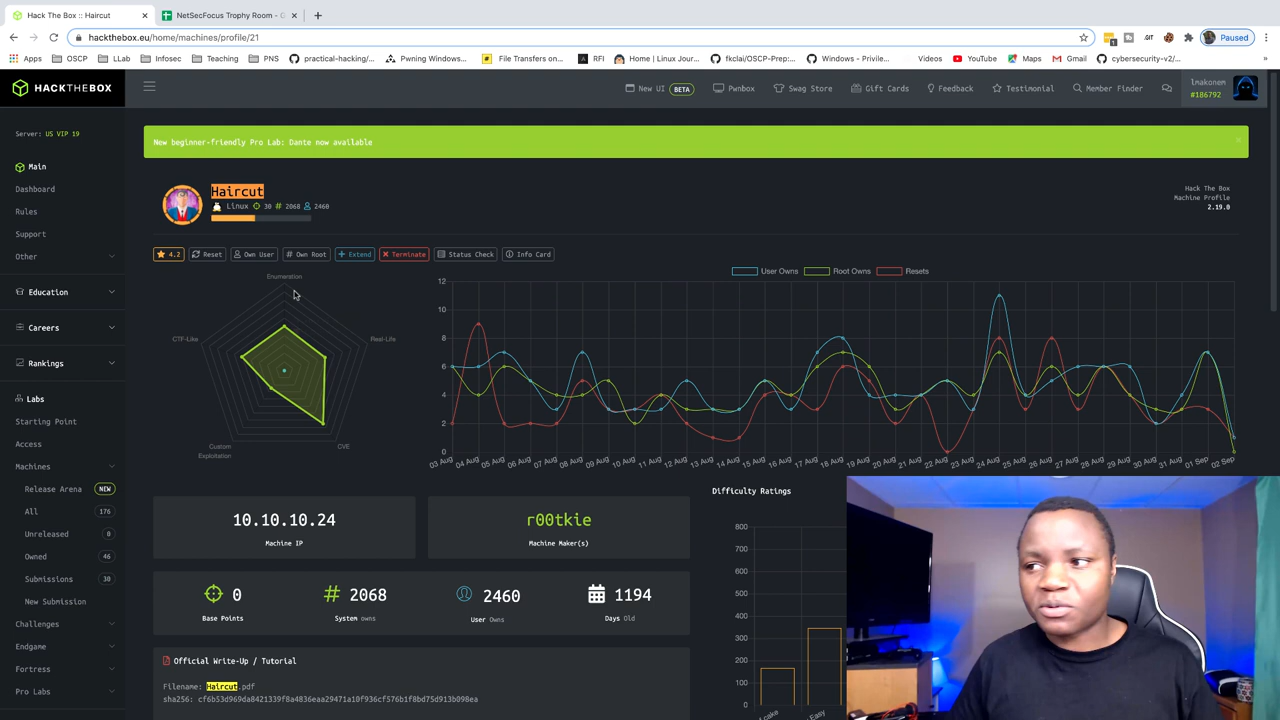 Hack The Box :: Haircut
NetSecFocus Trophy Room - G
hackthebox.eu/home/machines/profile/21
Paused
Apps
OSCP
LLab
Infosec
Teaching
PNS
practical-hacking/...
Pwning Windows...
File Transfers on...
RFI
Home | Linux Jour...
fkclai/OSCP-Prep:...
Windows - Privile...
Videos
YouTube
Maps
Gmail
cybersecurity-v2/...
HACKTHEBOX
New UI BETA
Pwnbox
Swag Store
Gift Cards
Feedback
Testimonial
Member Finder
lmakonem
#186792
Server: US VIP 19
Main
Dashboard
Rules
Support
Other
Education
Careers
Rankings
Labs
Starting Point
Access
Machines
Release Arena NEW
All 176
Unreleased 0
Owned 46
Submissions 30
New Submission
Challenges
Endgame
Fortress
Pro Labs
New beginner-friendly Pro Lab: Dante now available
×
Haircut
Linux 30 # 2068 2460
Hack The Box
Machine Profile
2.19.0
4.2
Reset
Own User
# Own Root
+ Extend
× Terminate
Status Check
Info Card
Enumeration
CTF-Like
Real-Life
Custom
Exploitation
CVE
User Owns
Root Owns
Resets
12
10
8
6
4
2
0
03 Aug
04 Aug
05 Aug
06 Aug
07 Aug
08 Aug
09 Aug
10 Aug
11 Aug
12 Aug
13 Aug
14 Aug
15 Aug
16 Aug
17 Aug
18 Aug
19 Aug
20 Aug
21 Aug
22 Aug
23 Aug
24 Aug
25 Aug
26 Aug
27 Aug
28 Aug
29 Aug
30 Aug
31 Aug
01 Sep
02 Sep
10.10.10.24
Machine IP
r00tkie
Machine Maker(s)
0
Base Points
# 2068
System owns
2460
User Owns
1194
Days Old
Difficulty Ratings
800
700
600
500
400
300
200
100
0
Easy
Official Write-Up / Tutorial
Filename: Haircut.pdf